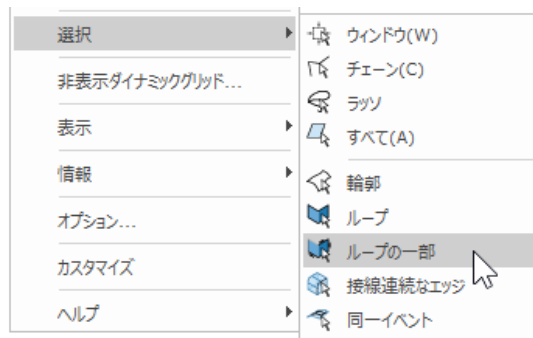 選択
非表示ダイナミックグリッド...
表示
情報
オプション...
カスタマイズ
ヘルプ
ウィンドウ(W)
チェーン(C)
ラッソ
すべて(A)
輪郭
ループ
ループの一部
接線連続なエッジ
同一イベント